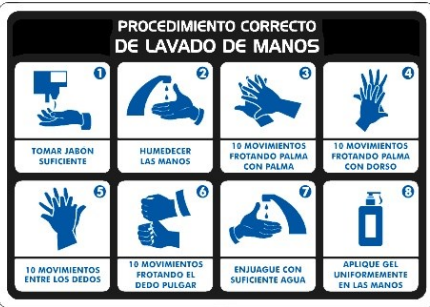 PROCEDIMIENTO CORRECTO
DE LAVADO DE MANOS
1
TOMAR JABON
SUFICIENTE
2
HUMEDECER
LAS MANOS
3
10 MOVIMIENTOS
FROTANDO PALMA
CON PALMA
4
10 MOVIMIENTOS
FROTANDO PALMA
CON DORSO
5
10 MOVIMIENTOS
ENTRE LOS DEDOS
6
10 MOVIMIENTOS
FROTANDO EL
DEDO PULGAR
7
ENJUAGUE CON
SUFICIENTE AGUA
8
APLIQUE GEL
UNIFORMEMENTE
EN LAS MANOS